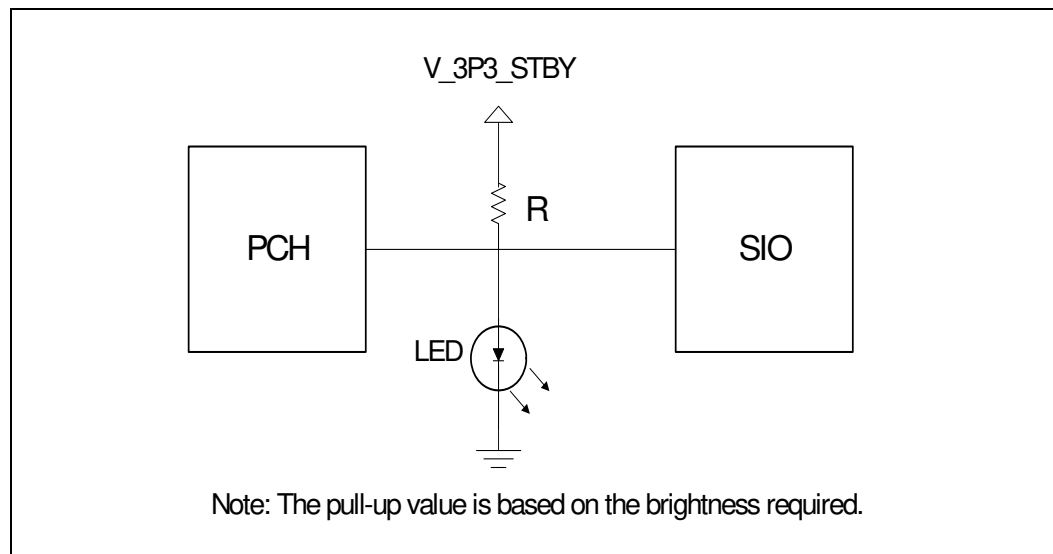 V_3P3_STBY
R
PCH
SIO
LED
Note: The pull-up value is based on the brightness required.